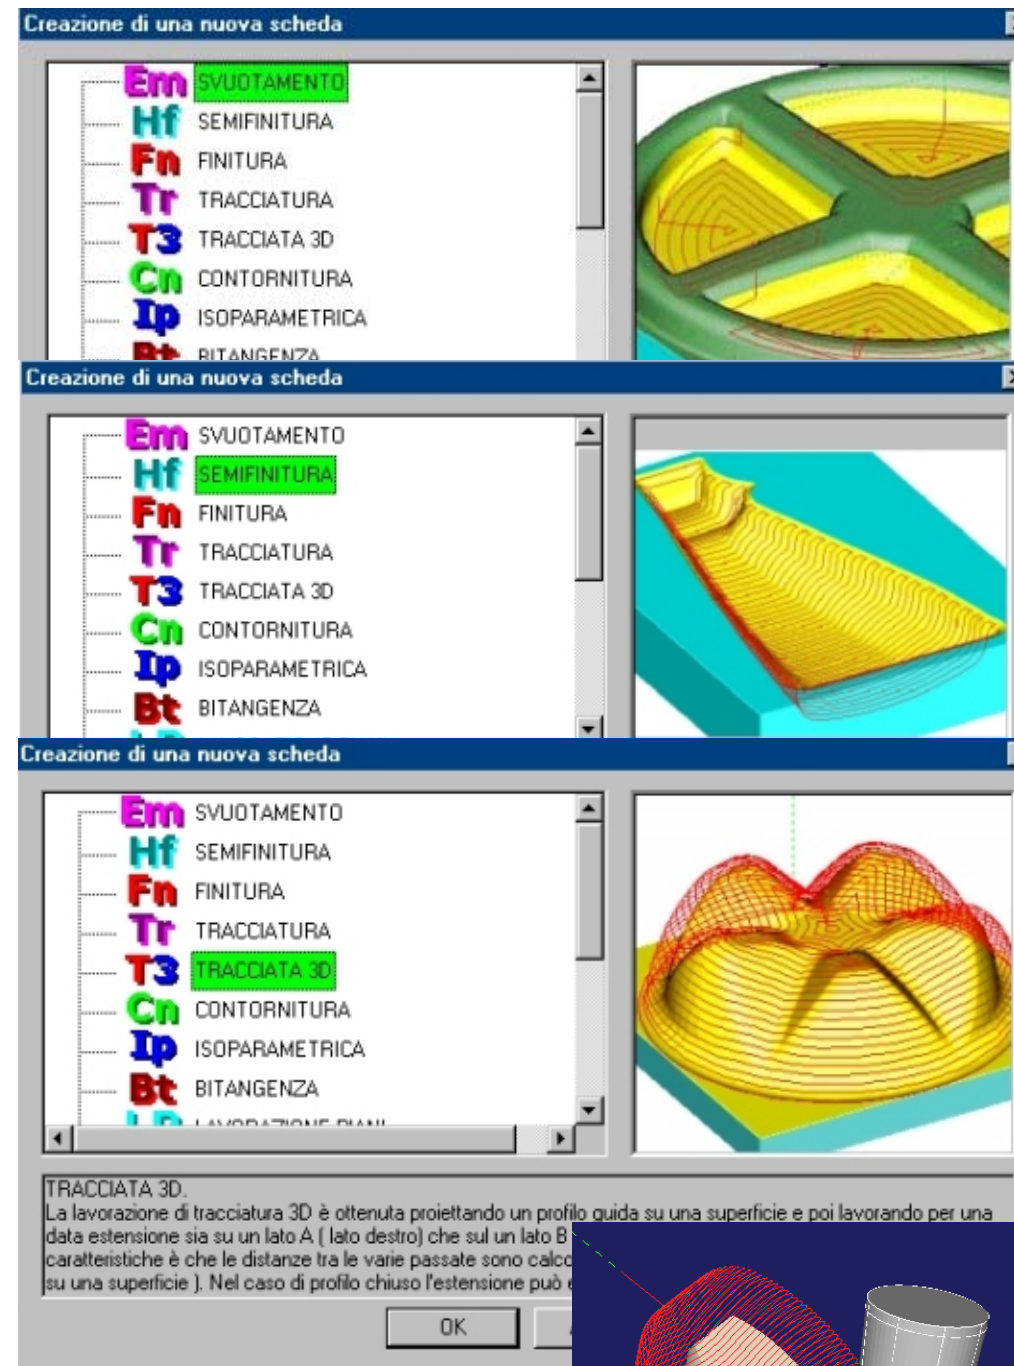 Creazione di una nuova scheda
Em SVUOTAMENTO
Hf SEMIFINITURA
Fn FINITURA
Tr TRACCIATURA
T3 TRACCIATA 3D
Cn CONTORNITURA
Ip ISOPARAMETRICA
Bt BITANGENZA
Creazione di una nuova scheda
Em SVUOTAMENTO
Hf SEMIFINITURA
Fn FINITURA
Tr TRACCIATURA
T3 TRACCIATA 3D
Cn CONTORNITURA
Ip ISOPARAMETRICA
Bt BITANGENZA
Creazione di una nuova scheda
Em SVUOTAMENTO
Hf SEMIFINITURA
Fn FINITURA
Tr TRACCIATURA
T3 TRACCIATA 3D
Cn CONTORNITURA
Ip ISOPARAMETRICA
Bt BITANGENZA
LAVORAZIONE PIANI
TRACCIATA 3D.
La lavorazione di tracciatura 3D è ottenuta proiettando un profilo guida su una superficie e poi lavorando per una
data estensione sia su un lato A ( lato destro) che sul un lato B
caratteristiche è che le distanze tra le varie passate sono calco
su una superficie ). Nel caso di profilo chiuso l'estensione può e
OK